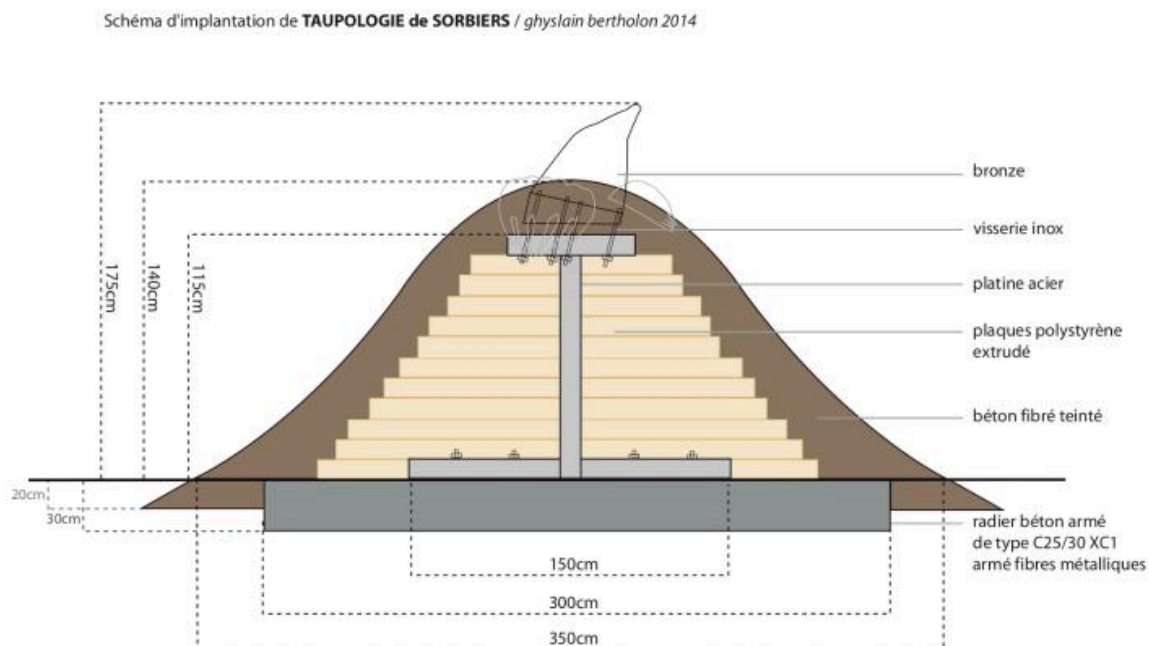 Schéma d'implantation de TAUPOLOGIE de SORBIERS / ghyslain bertholon 2014
bronze
visserie inox
platine acier
plaques polystyrène
extrudé
béton fibré teinté
radier béton armé
de type C25/30 XC1
armé fibres métalliques
175cm
140cm
115cm
20cm
30cm
150cm
300cm
350cm